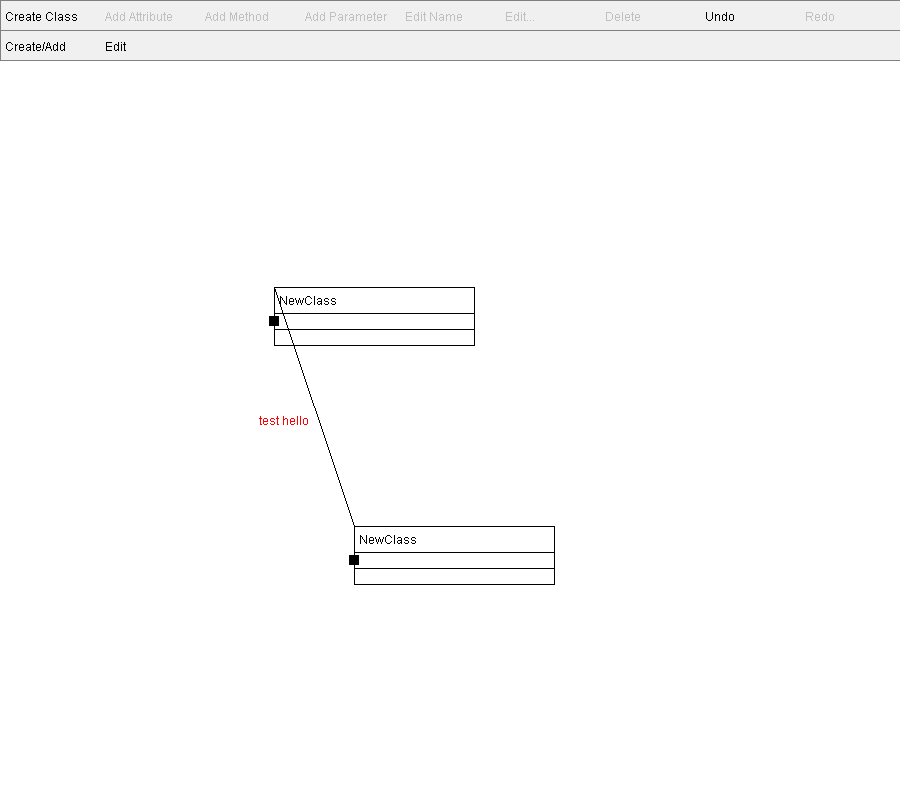 Create Class Add Attribute Add Method Add Parameter Edit Name Edit... Delete Undo Redo
Create/Add Edit
NewClass
test hello
NewClass